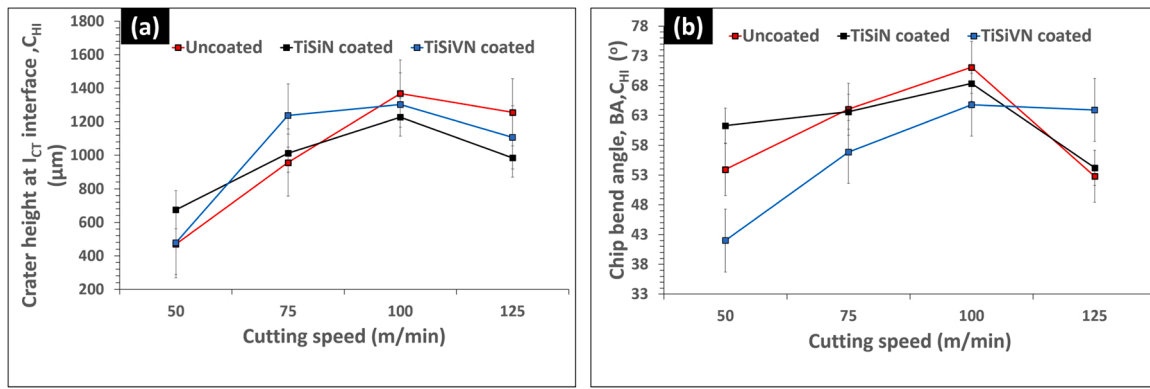 (a)
Uncoated
TiSiN coated
TiSiVN coated
Crater height at I_CT interface ,C_HI
(µm)
1800
1600
1400
1200
1000
800
600
400
200
50 75 100 125
Cutting speed (m/min)
(b)
Uncoated
TiSiN coated
TiSiVN coated
Chip bend angle, BA,C_HI (°)
78
73
68
63
58
53
48
43
38
33
50 75 100 125
Cutting speed (m/min)